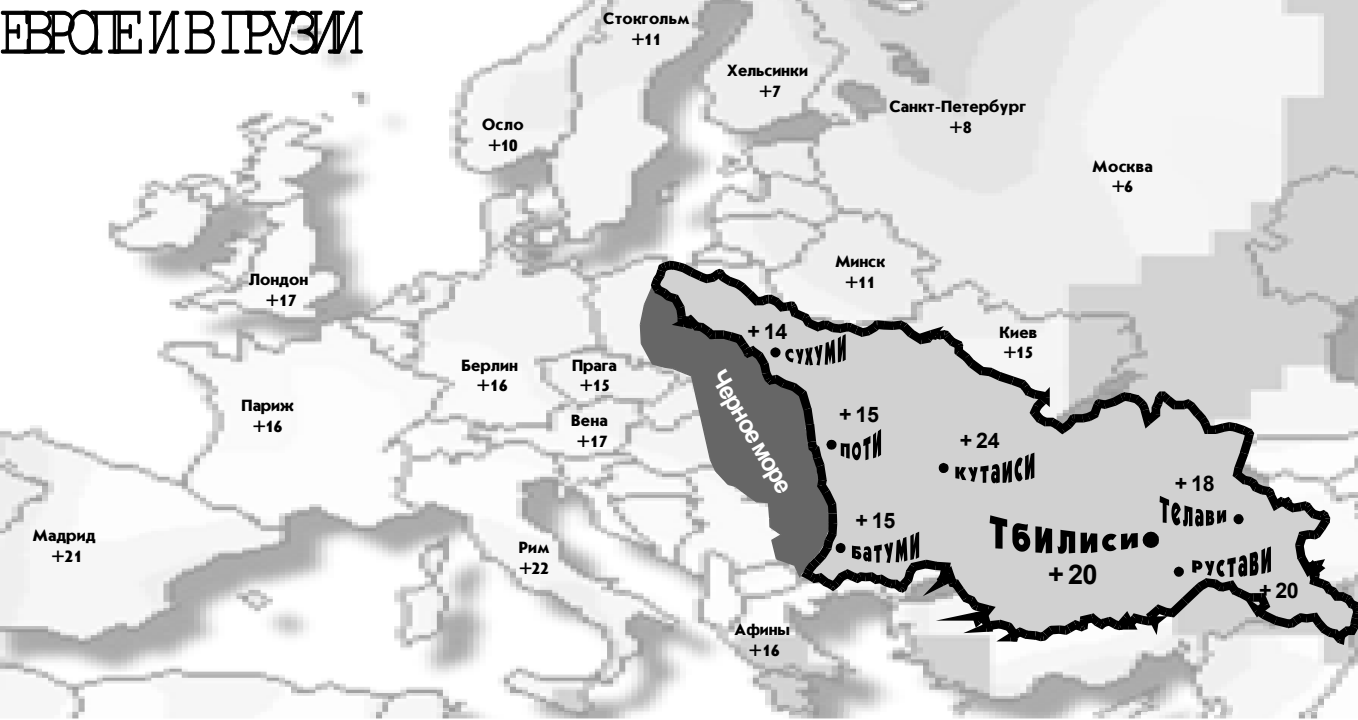 ЕВРОПЕ И В ГРУЗИИ
Стокгольм
+11
Хельсинки
+7
Санкт-Петербург
+8
Осло
+10
Москва
+6
Минск
+11
Лондон
+17
+ 14
сухуми
Киев
+15
Берлин
+16
Прага
+15
Париж
+16
Вена
+17
Черное море
+ 15
поти
+ 24
кутаиси
+ 18
Телави
Мадрид
+21
Рим
+22
+ 15
батуми
Тбилиси
+ 20
рустави
+ 20
Афины
+16